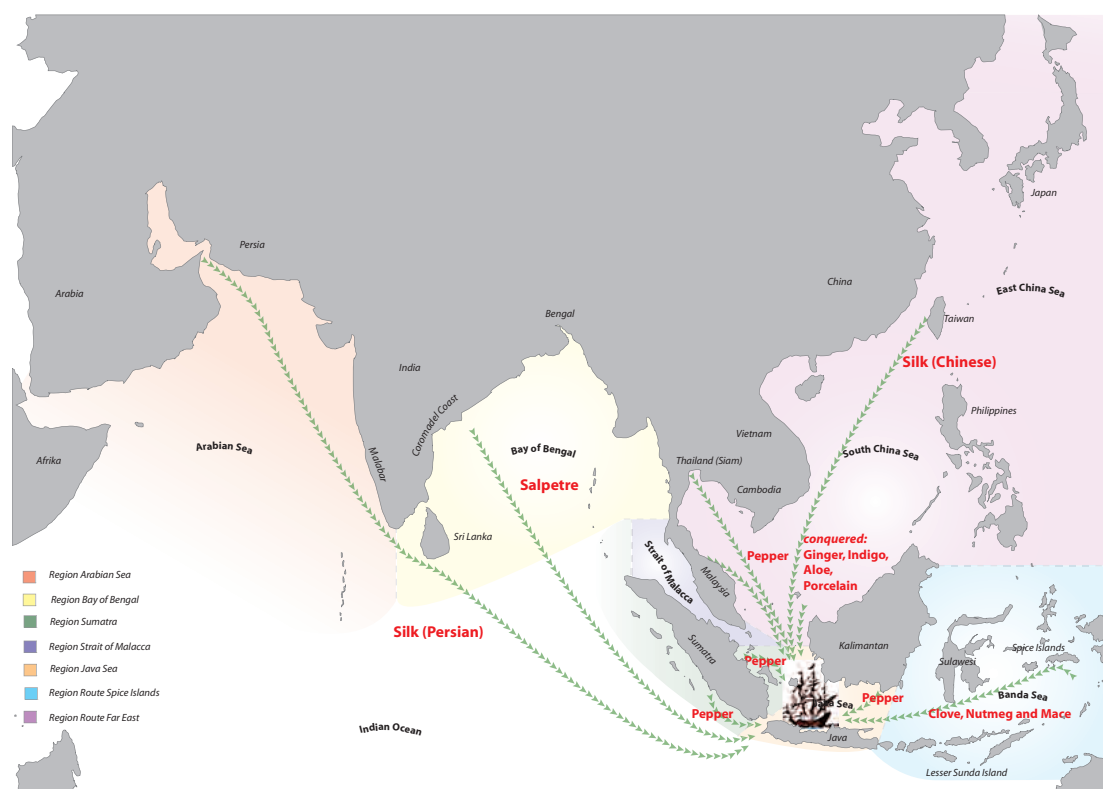 Japan
Persia
China
Arabia
East China Sea
Bengal
Taiwan
Silk (Chinese)
India
Philippines
Coromadel Coast
Vietnam
Arabian Sea
Bay of Bengal
South China Sea
Afrika
Malabar
Thailand (Siam)
Salpetre
Cambodia
Sri Lanka
conquered:
Ginger, Indigo,
Aloe,
Porcelain
Pepper
Strait of Malacca
Malaysia
Region Arabian Sea
Region Bay of Bengal
Region Sumatra
Region Strait of Malacca
Region Java Sea
Region Route Spice Islands
Region Route Far East
Silk (Persian)
Sumatra
Kalimantan
Spice Islands
Sulawesi
Pepper
Banda Sea
Pepper
Sea
Pepper
Clove, Nutmeg and Mace
Indian Ocean
Java
Lesser Sunda Island